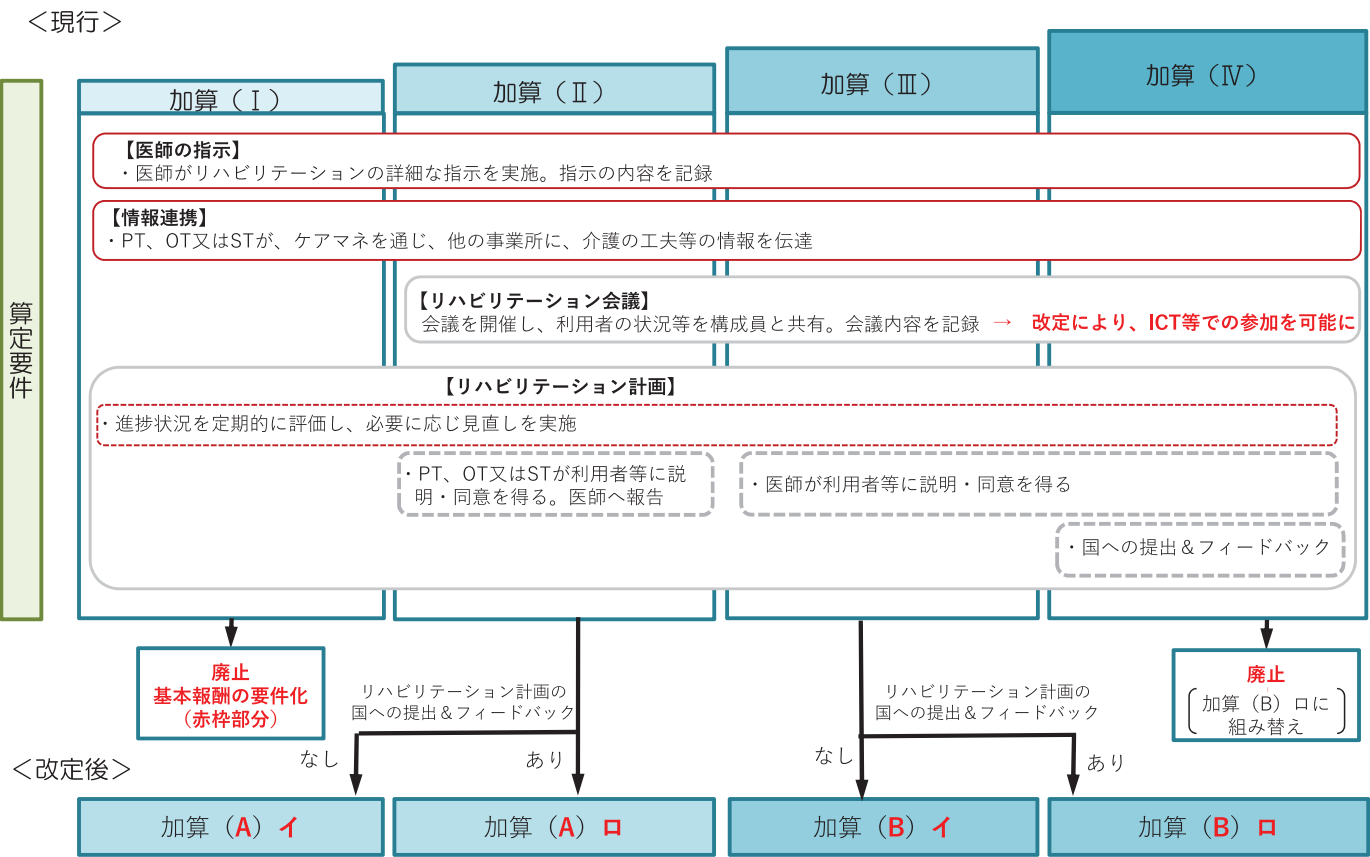 ＜現行＞
加算（Ⅰ）
加算（Ⅱ）
加算（Ⅲ）
加算（Ⅳ）
算定要件
【医師の指示】
・医師がリハビリテーションの詳細な指示を実施。指示の内容を記録
【情報連携】
・PT、OT又はSTが、ケアマネを通じ、他の事業所に、介護の工夫等の情報を伝達
【リハビリテーション会議】
会議を開催し、利用者の状況等を構成員と共有。会議内容を記録 → 改定により、ICT等での参加を可能に
【リハビリテーション計画】
・進捗状況を定期的に評価し、必要に応じ見直しを実施
・PT、OT又はSTが利用者等に説
明・同意を得る。医師へ報告
・医師が利用者等に説明・同意を得る
・国への提出＆フィードバック
廃止
基本報酬の要件化
（赤枠部分）
リハビリテーション計画の
国への提出＆フィードバック
なし
あり
リハビリテーション計画の
国への提出＆フィードバック
なし
あり
廃止
加算（B）ロに
組み替え
＜改定後＞
加算（A）イ
加算（A）ロ
加算（B）イ
加算（B）ロ